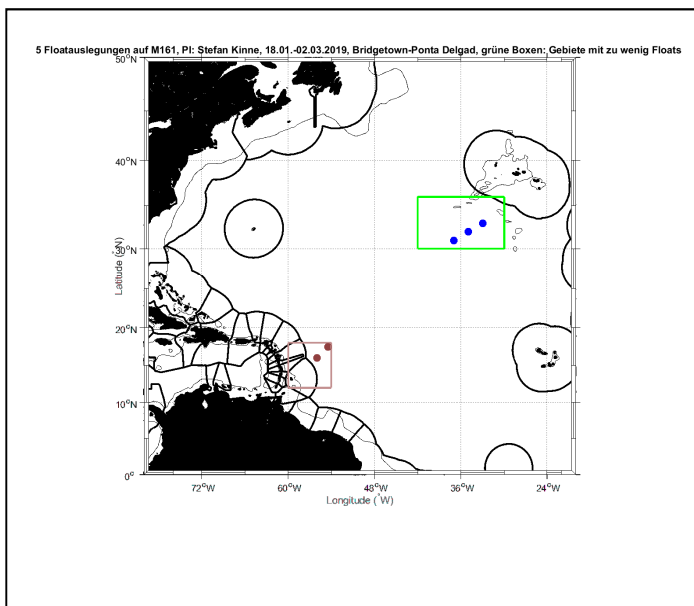 5 Floatauslegungen auf M161, PI: Stefan Kinne, 18.01.-02.03.2019, Bridgetown-Ponta Delgad, grüne Boxen: Gebiete mit zu wenig Floats
50°N
40°N
30°N
20°N
10°N
0°
Latitude (°N)
72°W 60°W 48°W 36°W 24°W
Longitude (°W)